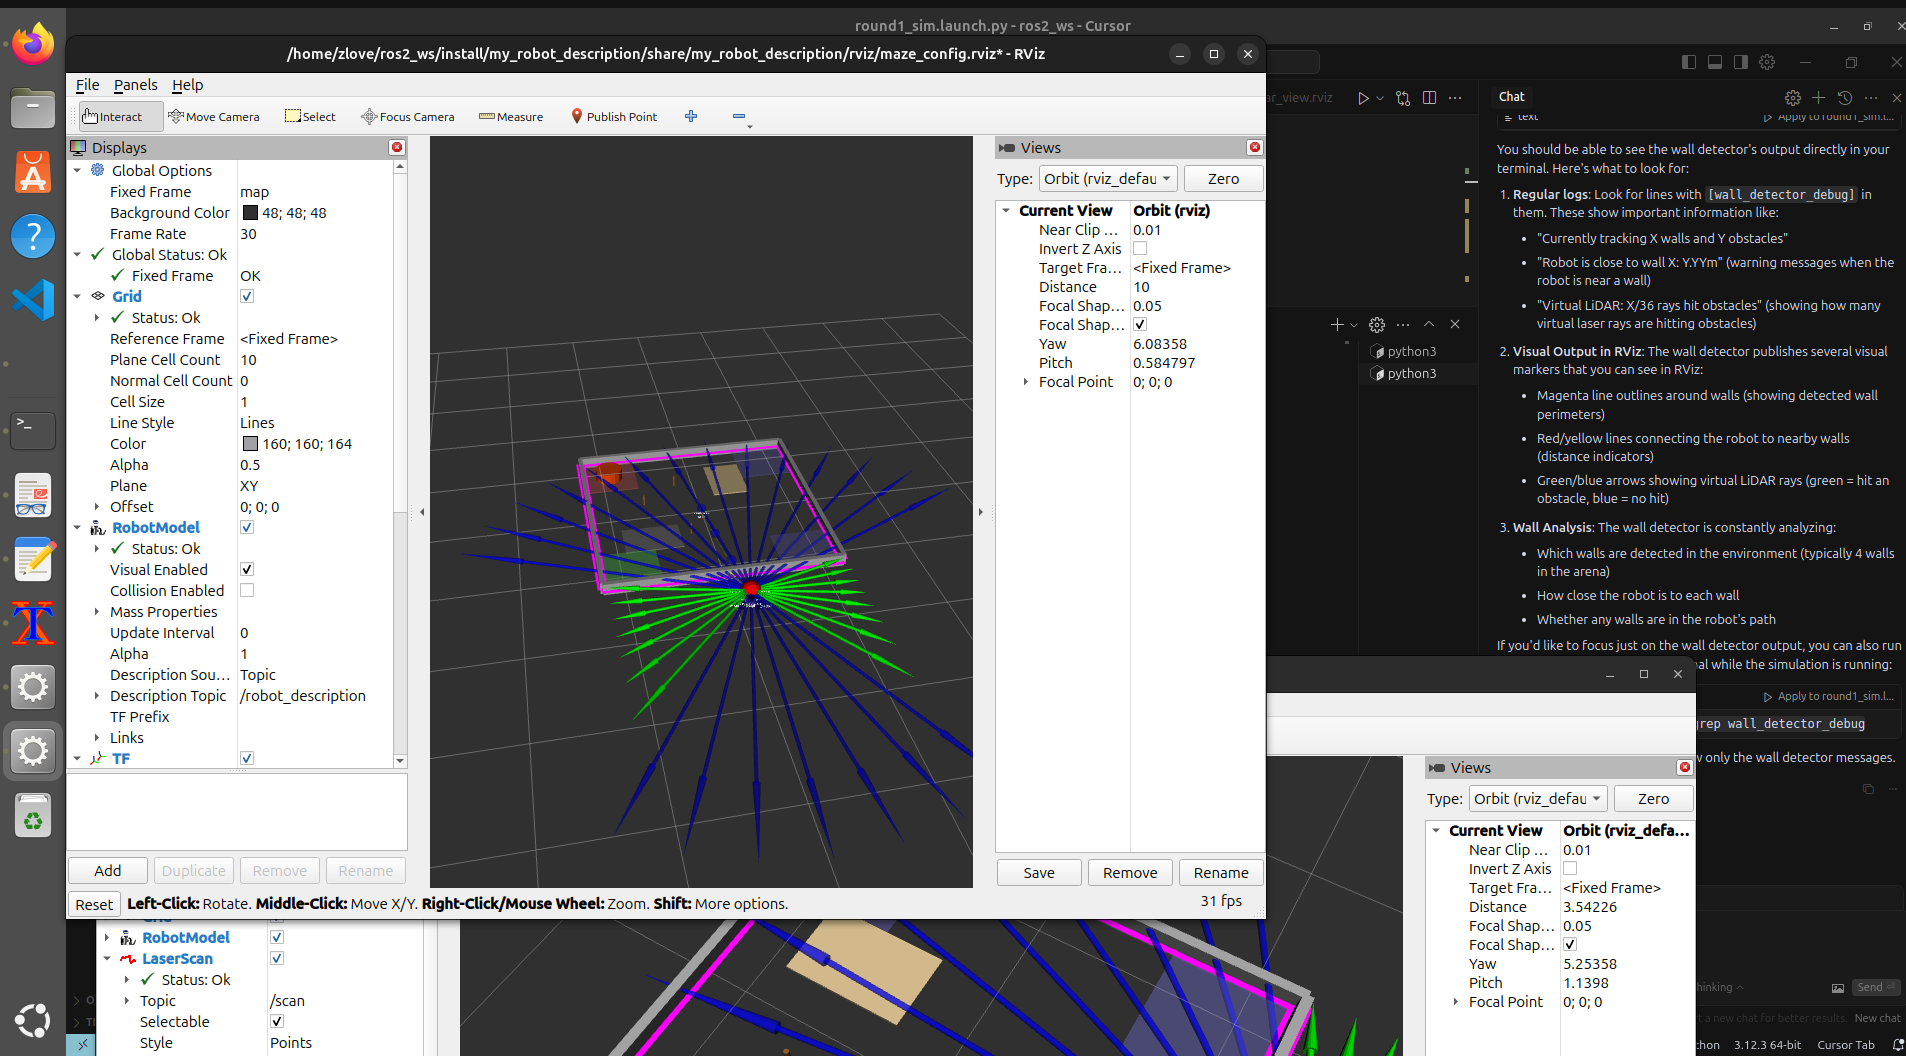 round1_sim.launch.py - ros2_ws - Cursor
/home/zlove/ros2_ws/install/my_robot_description/share/my_robot_description/rviz/maze_config.rviz* - RViz
File Panels Help
Interact Move Camera Select Focus Camera Measure Publish Point
Displays
Global Options
Fixed Frame map
Background Color 48; 48; 48
Frame Rate 30
Global Status: Ok
Fixed Frame OK
Grid
Status: Ok
Reference Frame <Fixed Frame>
Plane Cell Count 10
Normal Cell Count 0
Cell Size 1
Line Style Lines
Color 160; 160; 164
Alpha 0.5
Plane XY
Offset 0; 0; 0
RobotModel
Status: Ok
Visual Enabled
Collision Enabled
Mass Properties
Update Interval 0
Alpha 1
Description Sou... Topic
Description Topic /robot_description
TF Prefix
Links
TF
Add Duplicate Remove Rename
Reset Left-Click: Rotate. Middle-Click: Move X/Y. Right-Click/Mouse Wheel: Zoom. Shift: More options.
31 fps
Views
Type: Orbit (rviz_defau Zero
Current View Orbit (rviz)
Near Clip ... 0.01
Invert Z Axis
Target Fra... <Fixed Frame>
Distance 10
Focal Shap... 0.05
Focal Shap...
Yaw 6.08358
Pitch 0.584797
Focal Point 0; 0; 0
Save Remove Rename
ar_view.rviz
python3
python3
Chat
text
Apply to round1_sim.l...
You should be able to see the wall detector's output directly in your
terminal. Here's what to look for:
1. Regular logs: Look for lines with [wall_detector_debug] in
them. These show important information like:
• "Currently tracking X walls and Y obstacles"
• "Robot is close to wall X: Y.YYm" (warning messages when the
robot is near a wall)
• "Virtual LiDAR: X/36 rays hit obstacles" (showing how many
virtual laser rays are hitting obstacles)
2. Visual Output in RViz: The wall detector publishes several visual
markers that you can see in RViz:
• Magenta line outlines around walls (showing detected wall
perimeters)
• Red/yellow lines connecting the robot to nearby walls
(distance indicators)
• Green/blue arrows showing virtual LiDAR rays (green = hit an
obstacle, blue = no hit)
3. Wall Analysis: The wall detector is constantly analyzing:
• Which walls are detected in the environment (typically 4 walls
in the arena)
• How close the robot is to each wall
• Whether any walls are in the robot's path
If you'd like to focus just on the wall detector output, you can also run
al while the simulation is running:
Apply to round1_sim.l...
grep wall_detector_debug
only the wall detector messages.
Views
Type: Orbit (rviz_defau Zero
Current View Orbit (rviz_defa...
Near Clip ... 0.01
Invert Z Axis
Target Fra... <Fixed Frame>
Distance 3.54226
Focal Shap... 0.05
Focal Shap...
Yaw 5.25358
Pitch 1.1398
Focal Point 0; 0; 0
Grid
RobotModel
LaserScan
Status: Ok
Topic /scan
Selectable
Style Points
hinking Send
t a new chat for better results. New chat
thon 3.12.3 64-bit Cursor Tab